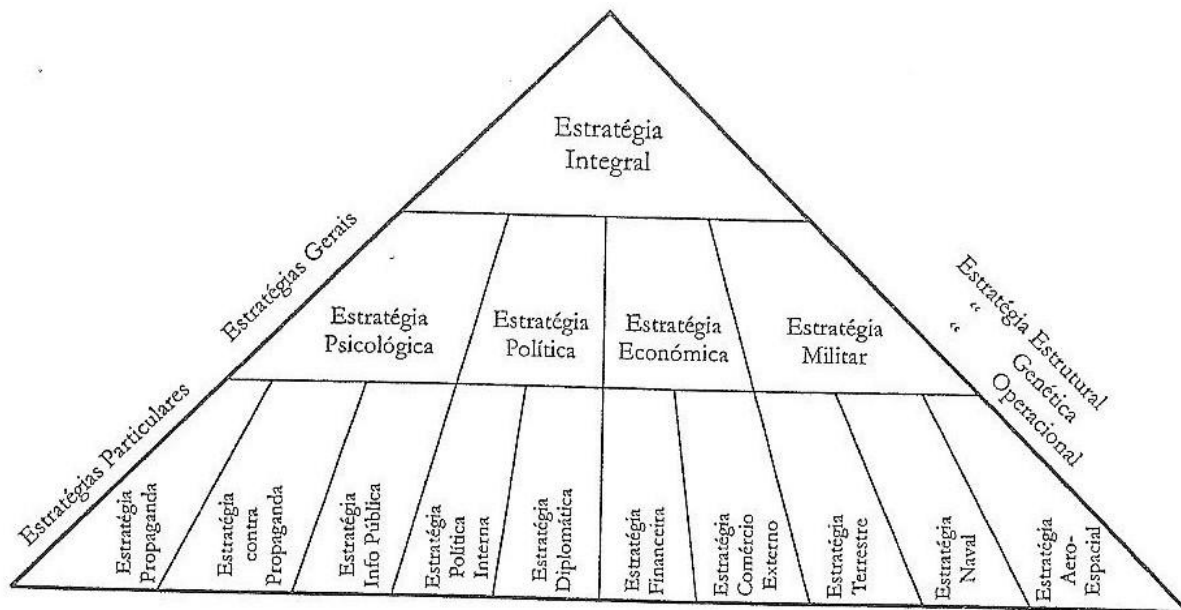 Estratégia
Integral
Estratégias Gerais
Estratégia
Psicológica
Estratégia
Política
Estratégia
Económica
Estratégia
Militar
Estratégia Estrutural
“ Genética
“ Operacional
Estratégias Particulares
Estratégia
Propaganda
Estratégia
contra
Propaganda
Estratégia
Info Pública
Estratégia
Política
Interna
Estratégia
Diplomática
Estratégia
Financeira
Estratégia
Comércio
Externo
Estratégia
Terrestre
Estratégia
Naval
Estratégia
Aero-
Espacial